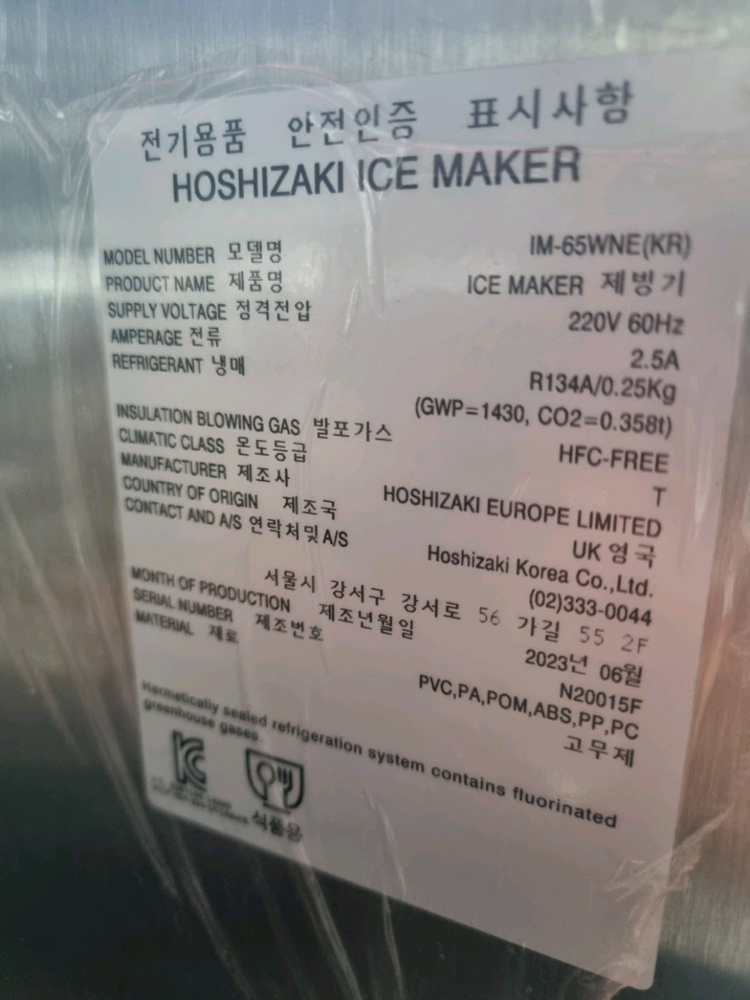 전기용품 안전인증 표시사항
HOSHIZAKI ICE MAKER
MODEL NUMBER 모델명 IM-65WNE(KR)
PRODUCT NAME 제품명 ICE MAKER 제빙기
SUPPLY VOLTAGE 정격전압 220V 60Hz
AMPERAGE 전류 2.5A
REFRIGERANT 냉매 R134A/0.25Kg
(GWP=1430, CO2=0.358t)
INSULATION BLOWING GAS 발포가스 HFC-FREE
CLIMATIC CLASS 온도등급 T
MANUFACTURER 제조사 HOSHIZAKI EUROPE LIMITED
COUNTRY OF ORIGIN 제조국 UK 영국
CONTACT AND A/S 연락처및A/S Hoshizaki Korea Co.,Ltd.
(02)333-0044
서울시 강서구 강서로 56 가길 55 2F
MONTH OF PRODUCTION 제조년월일 2023년 06월
SERIAL NUMBER 제조번호 N20015F
MATERIAL 재료 PVC,PA,POM,ABS,PP,PC
고무제
Hermetically sealed refrigeration system contains fluorinated
greenhouse gases.
식품용